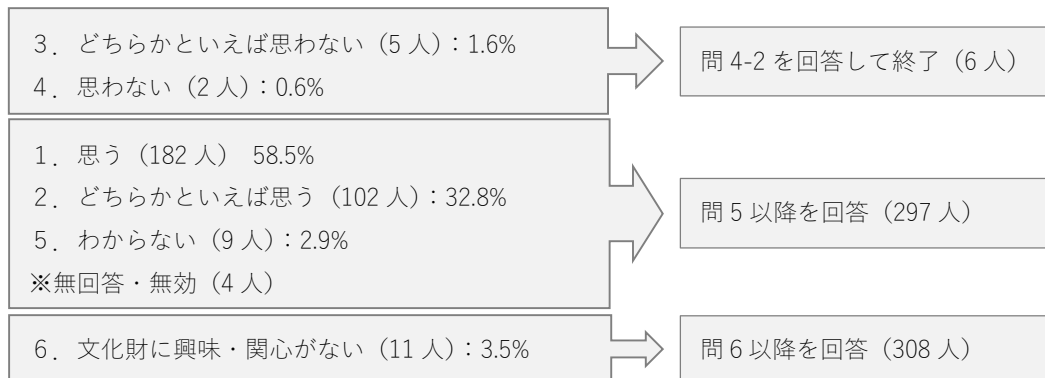 3．どちらかといえば思わない（5 人）：1.6%
4．思わない（2 人）：0.6%
問 4-2 を回答して終了（6 人）
1．思う（182 人） 58.5%
2．どちらかといえば思う（102 人）：32.8%
5．わからない（9 人）：2.9%
※無回答・無効（4 人）
問 5 以降を回答（297 人）
6．文化財に興味・関心がない（11 人）：3.5%
問 6 以降を回答（308 人）